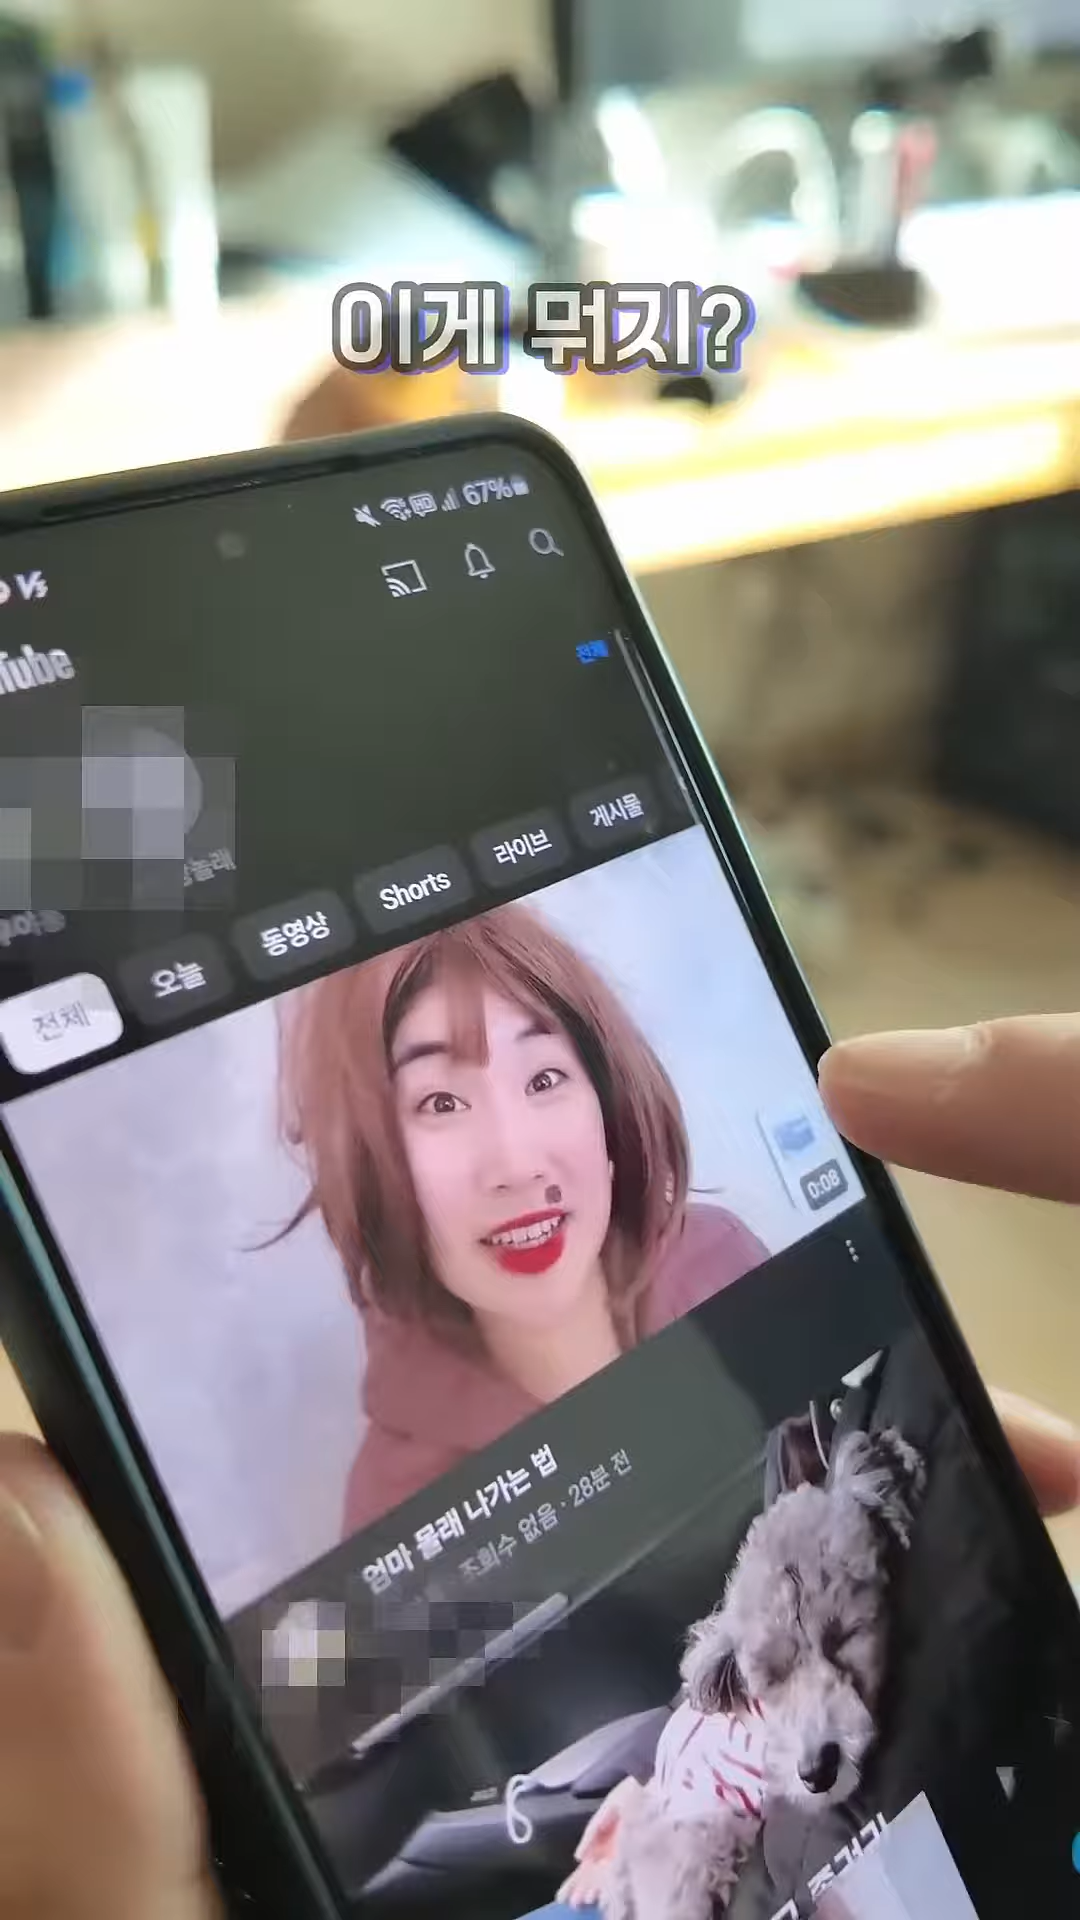 이게 뭐지?
67%
Tube
전체
전체
오늘
동영상
Shorts
라이브
게시물
0:08
엄마 몰래 나가는 법
조회수 없음 · 28분 전